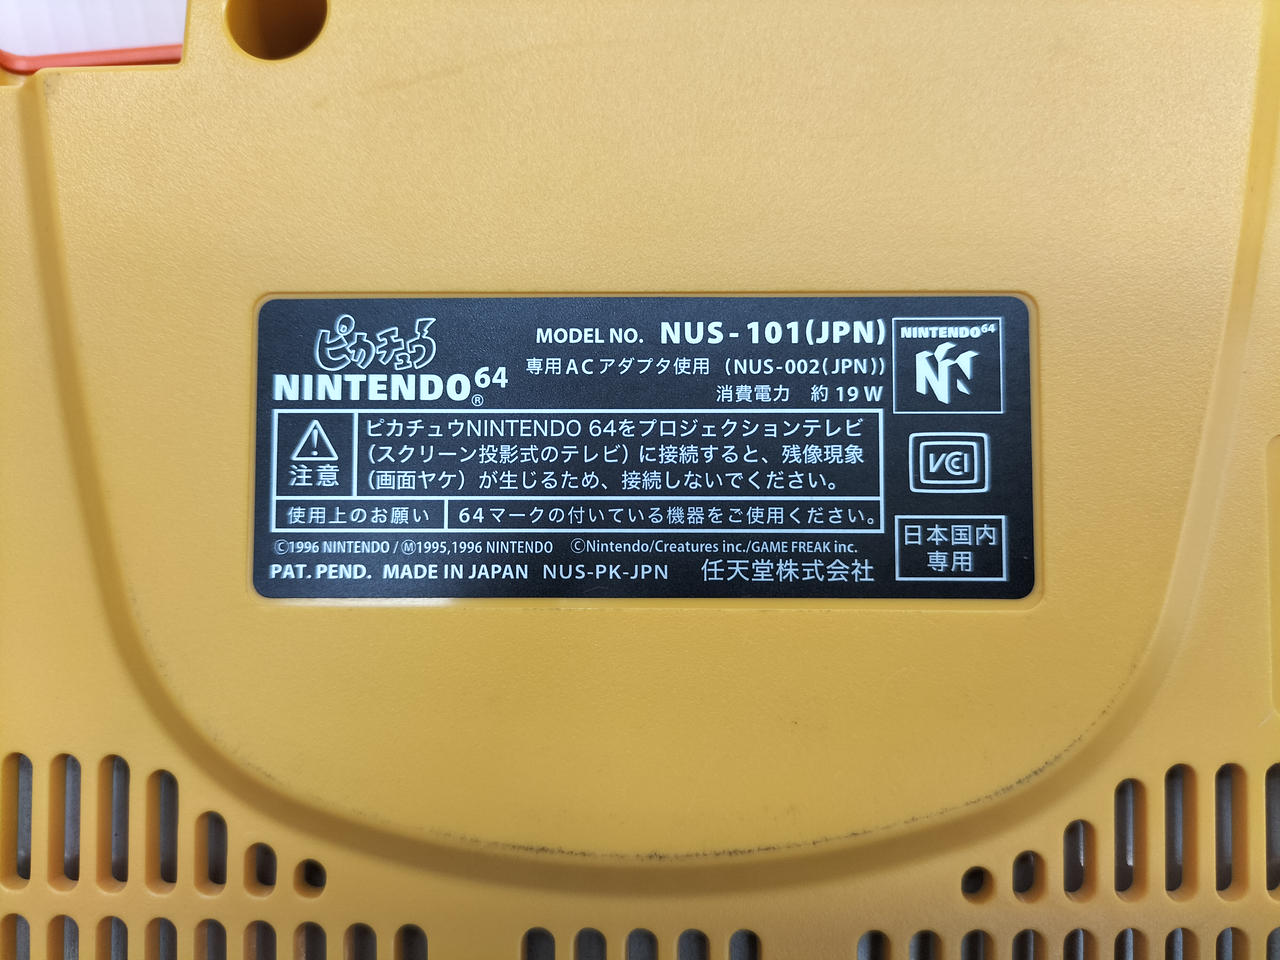 ピカチュウ
NINTENDO64®
MODEL NO. NUS-101(JPN)
専用ACアダプタ使用 (NUS-002(JPN))
消費電力 約19W
NINTENDO64
N
注意
ピカチュウNINTENDO 64をプロジェクションテレビ
(スクリーン投影式のテレビ)に接続すると、残像現象
(画面ヤケ)が生じるため、接続しないでください。
VCI
使用上のお願い
64マークの付いている機器をご使用ください。
©1996 NINTENDO/Ⓜ1995,1996 NINTENDO ©Nintendo/Creatures inc./GAME FREAK inc.
PAT. PEND. MADE IN JAPAN NUS-PK-JPN 任天堂株式会社
日本国内
専用